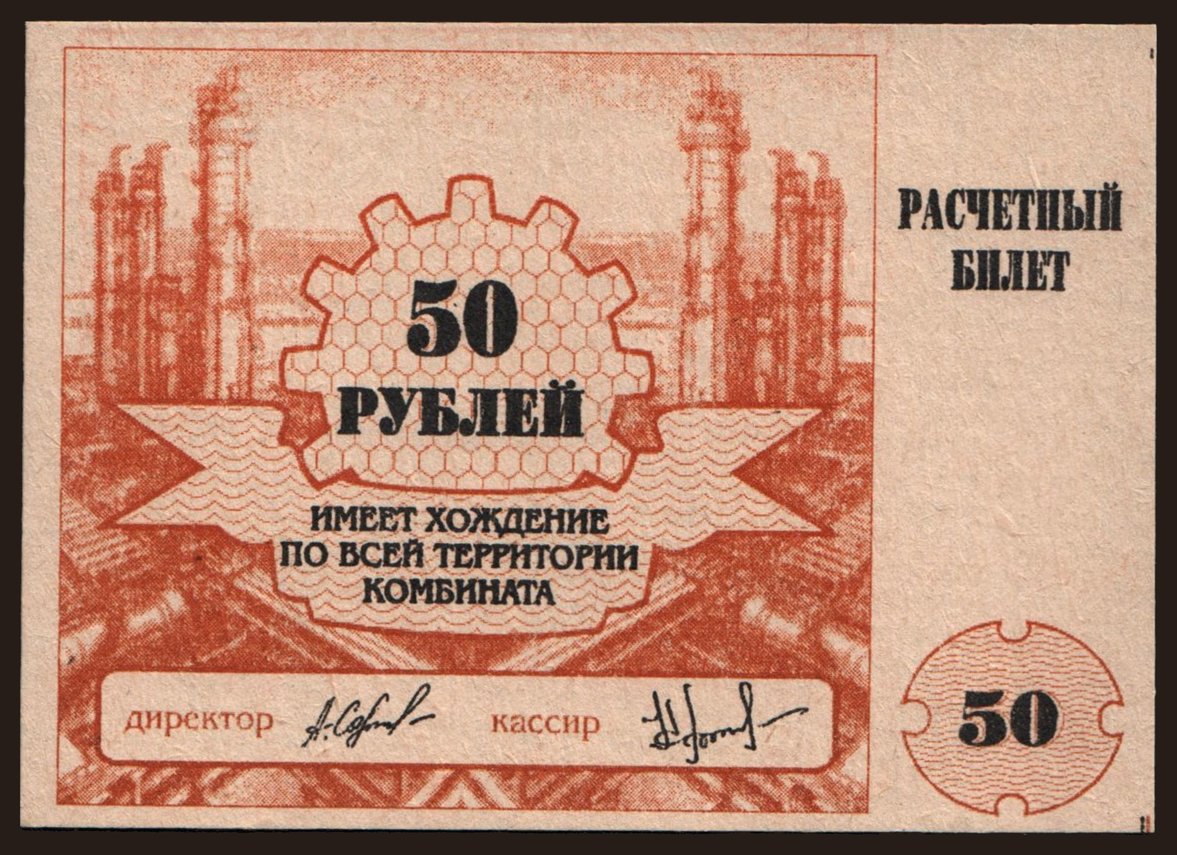 50
РУБЛЕЙ
ИМЕЕТ ХОЖДЕНИЕ
ПО ВСЕЙ ТЕРРИТОРИИ
КОМБИНАТА
директор
кассир
РАСЧЕТНЫЙ
БИЛЕТ
50